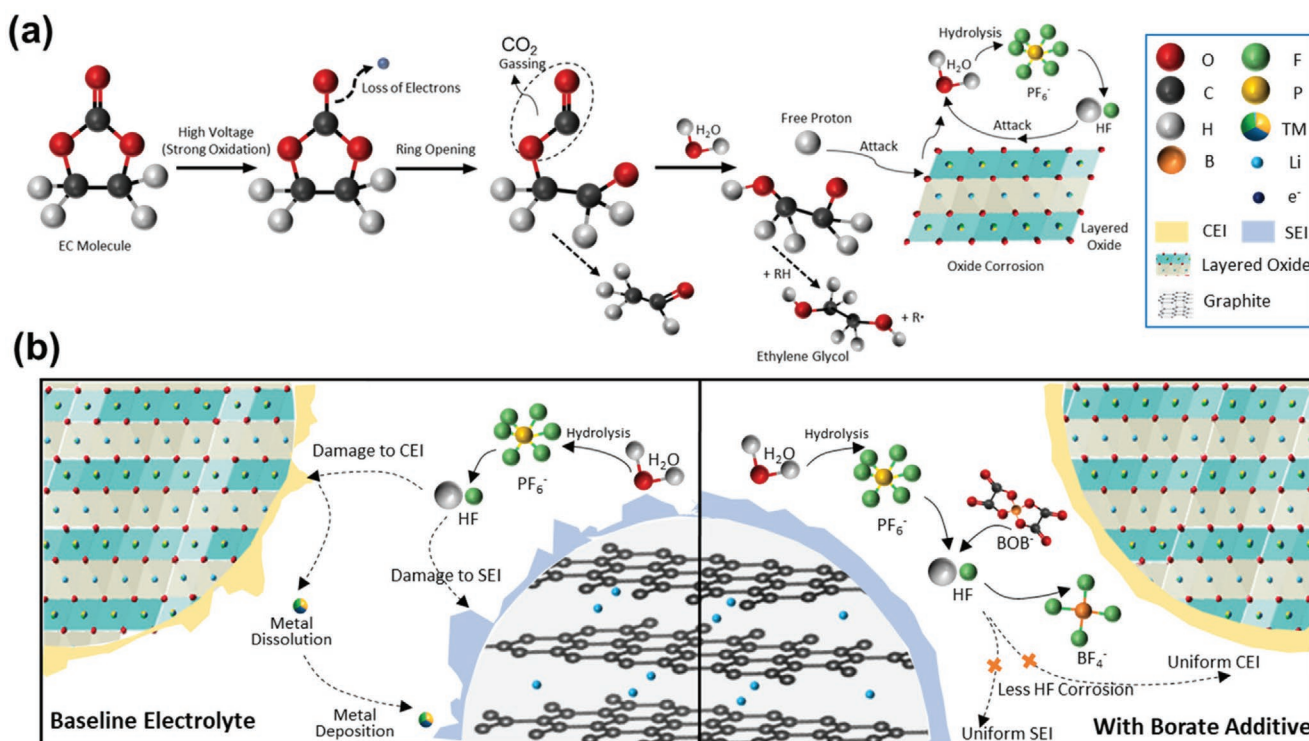 (a)
CO2
Gassing
Loss of Electrons
High Voltage
(Strong Oxidation)
Ring Opening
H2O
EC Molecule
+ RH
Ethylene Glycol
+ R•
Free Proton
Attack
Hydrolysis
H2O
PF6-
HF
Attack
Layered
Oxide
Oxide Corrosion
O
F
C
P
H
TM
B
Li
e-
CEI
SEI
Layered Oxide
Graphite
(b)
Damage to CEI
Hydrolysis
H2O
PF6-
HF
Damage to SEI
Metal
Dissolution
Metal
Deposition
Baseline Electrolyte
H2O
Hydrolysis
PF6-
BOB-
HF
BF4-
Uniform CEI
Less HF Corrosion
Uniform SEI
With Borate Additive